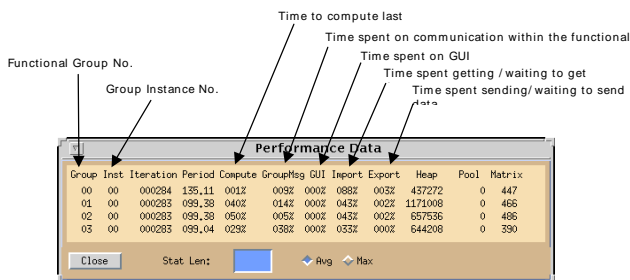 Time to compute last
Time spent on communication within the functional
Time spent on GUI
Functional Group No.
Time spent getting / waiting to get
Group Instance No.
Time spent sending/ waiting to send
data
Performance Data
Group Inst Iteration Period Compute GroupMsg GUI Import Export Heap Pool Matrix
00 00 000284 135.11 001% 009% 000% 088% 003% 437272 0 447
01 00 000283 099.38 040% 014% 000% 043% 002% 1171008 0 466
02 00 000283 099.38 050% 005% 000% 043% 002% 657536 0 486
03 00 000283 099.04 029% 038% 000% 033% 000% 644208 0 390
Close Stat Len: Avg Max